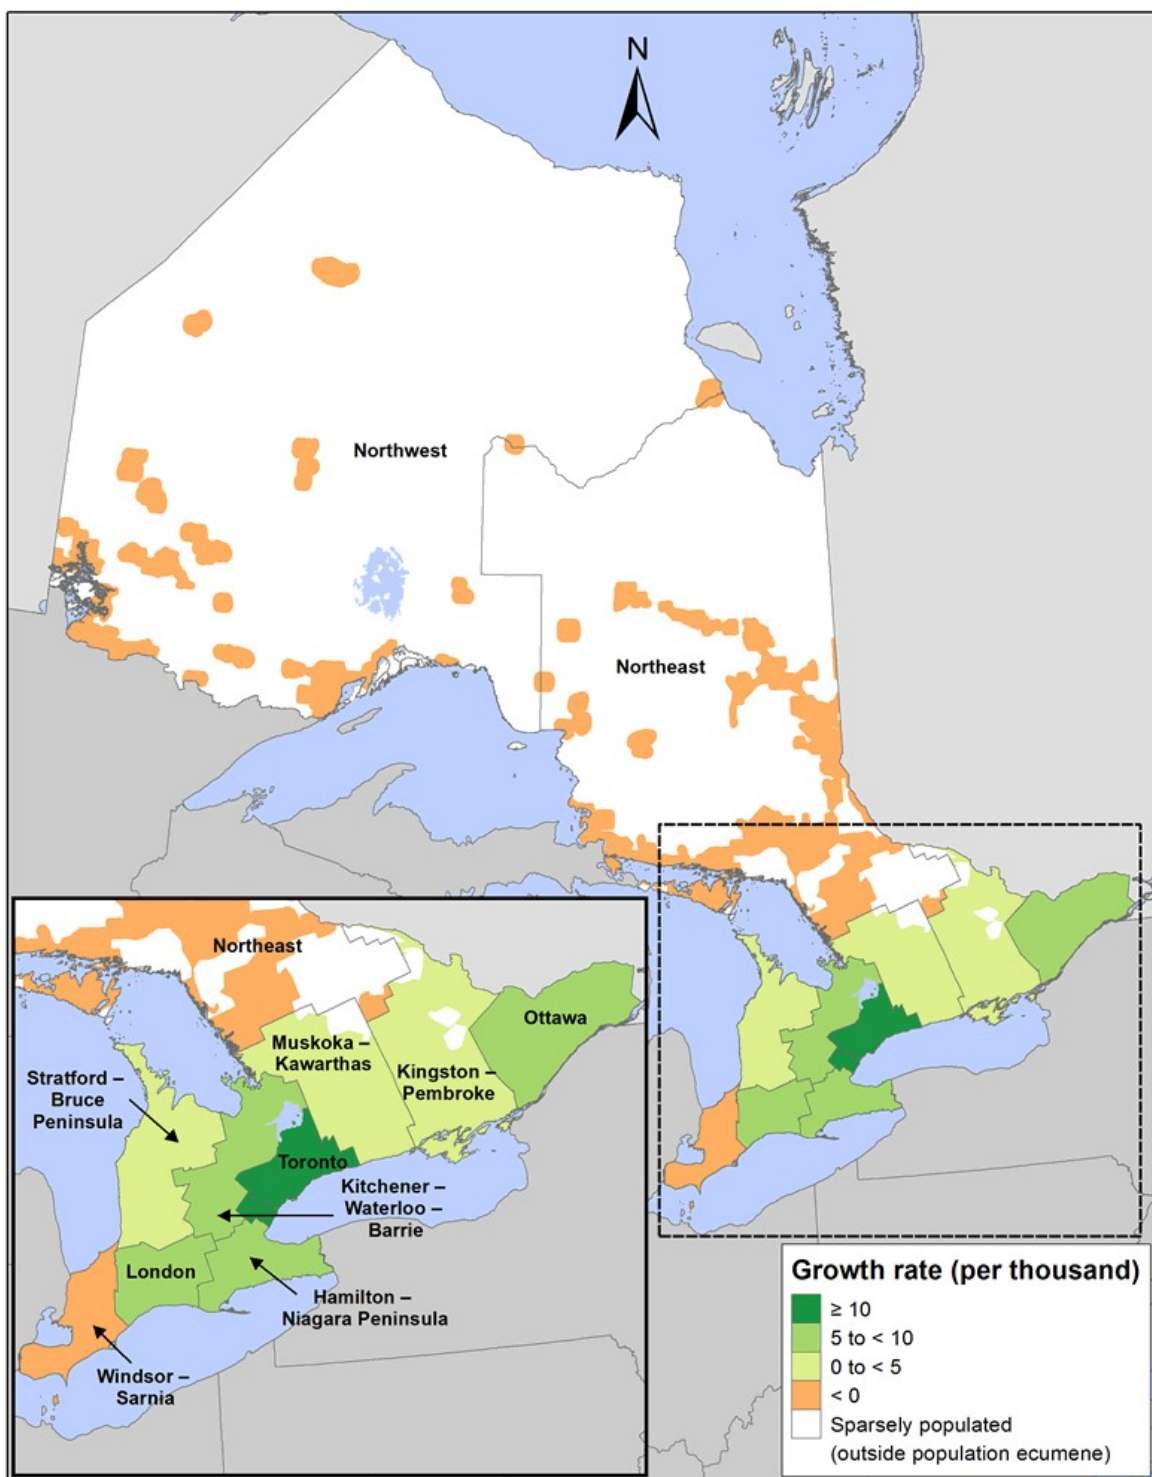 N
Northwest
Northeast
Northeast
Ottawa
Muskoka –
Kawarthas
Kingston –
Pembroke
Stratford –
Bruce
Peninsula
Toronto
Kitchener –
Waterloo –
Barrie
London
Hamilton –
Niagara Peninsula
Windsor –
Sarnia
Growth rate (per thousand)
≥ 10
5 to < 10
0 to < 5
< 0
Sparsely populated
(outside population ecumene)